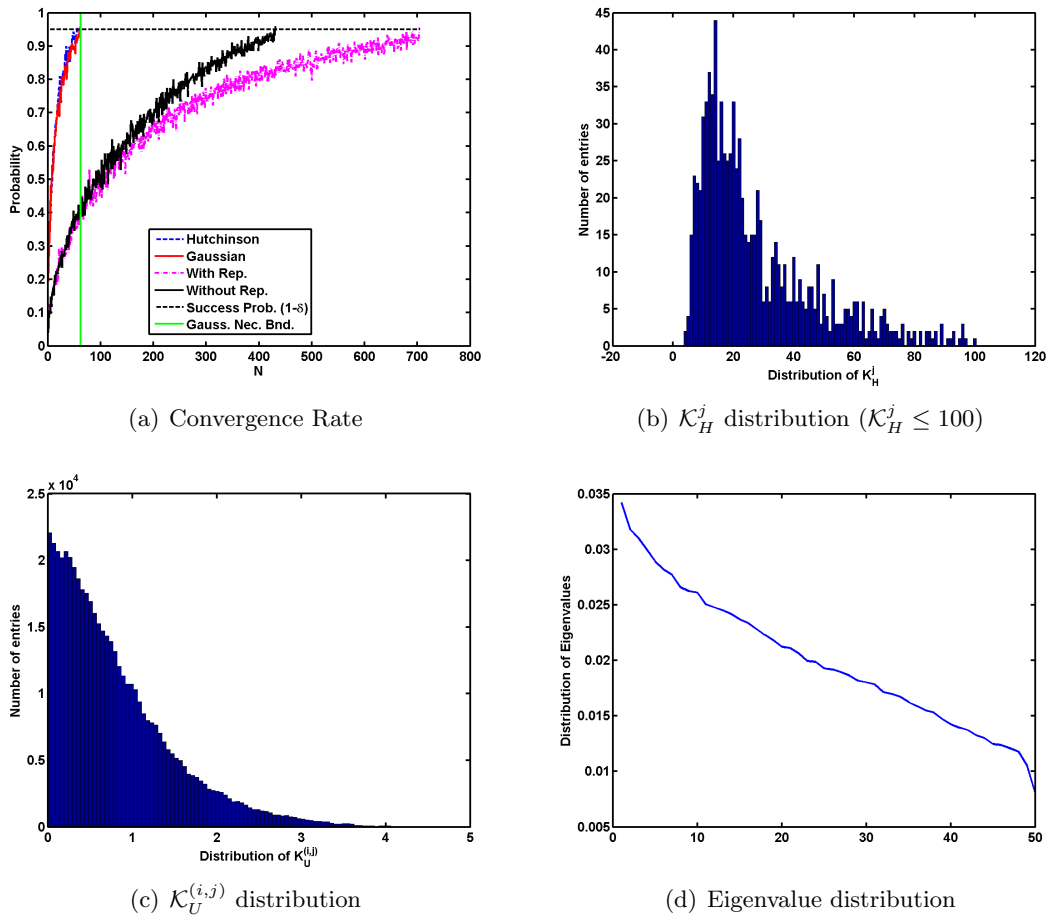 1
0.9
0.8
0.7
0.6
0.5
0.4
0.3
0.2
0.1
0
Probability
Hutchinson
Gaussian
With Rep.
Without Rep.
Success Prob. (1-δ)
Gauss. Nec. Bnd.
0 100 200 300 400 500 600 700 800
N
(a) Convergence Rate
45
40
35
30
25
20
15
10
5
0
Number of entries
-20 0 20 40 60 80 100 120
Distribution of K_H^j
(b) 𝒦_H^j distribution (𝒦_H^j ≤ 100)
x 10^4
2.5
2
1.5
1
0.5
0
Number of entries
0 1 2 3 4 5
Distribution of K_U^(i,j)
(c) 𝒦_U^(i,j) distribution
0.035
0.03
0.025
0.02
0.015
0.01
0.005
Distribution of Eigenvalues
0 10 20 30 40 50
(d) Eigenvalue distribution